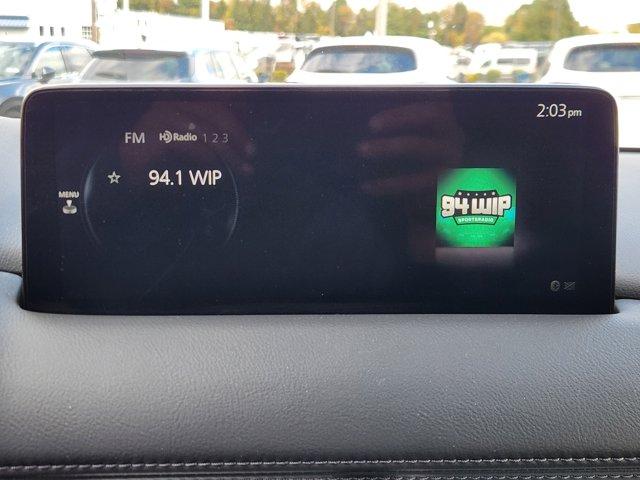 2:03 pm
FM HD Radio 1 2 3
☆ 94.1 WIP
MENU
94 WIP
SPORTSRADIO